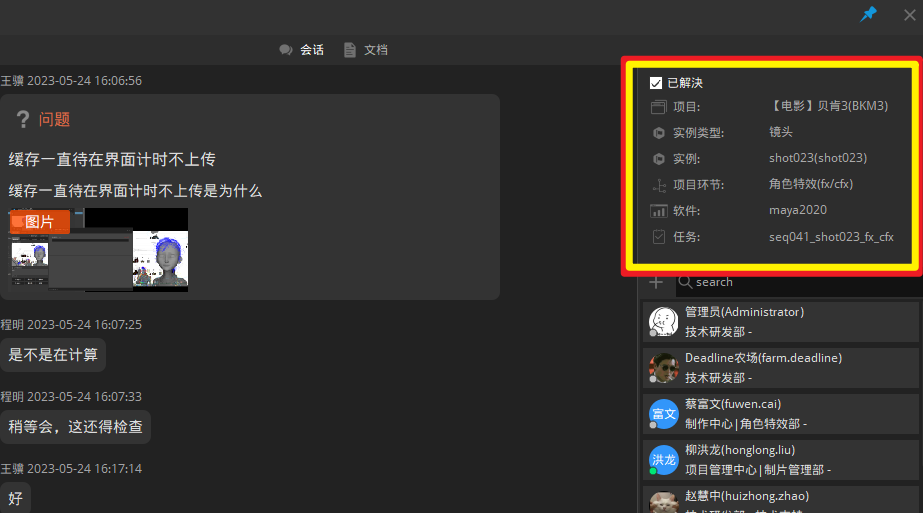 会话 文档
王骥 2023-05-24 16:06:56
? 问题
缓存一直待在界面计时不上传
缓存一直待在界面计时不上传是为什么
图片
程明 2023-05-24 16:07:25
是不是在计算
程明 2023-05-24 16:07:33
稍等会，这还得检查
王骥 2023-05-24 16:17:14
好
已解决
项目: 【电影】贝肯3(BKM3)
实例类型: 镜头
实例: shot023(shot023)
项目环节: 角色特效(fx/cfx)
软件: maya2020
任务: seq041_shot023_fx_cfx
search
管理员(Administrator)
技术研发部 -
Deadline农场(farm.deadline)
技术研发部 -
富文
蔡富文(fuwen.cai)
制作中心|角色特效部 -
洪龙
柳洪龙(honglong.liu)
项目管理中心|制片管理部 -
赵慧中(huizhong.zhao)